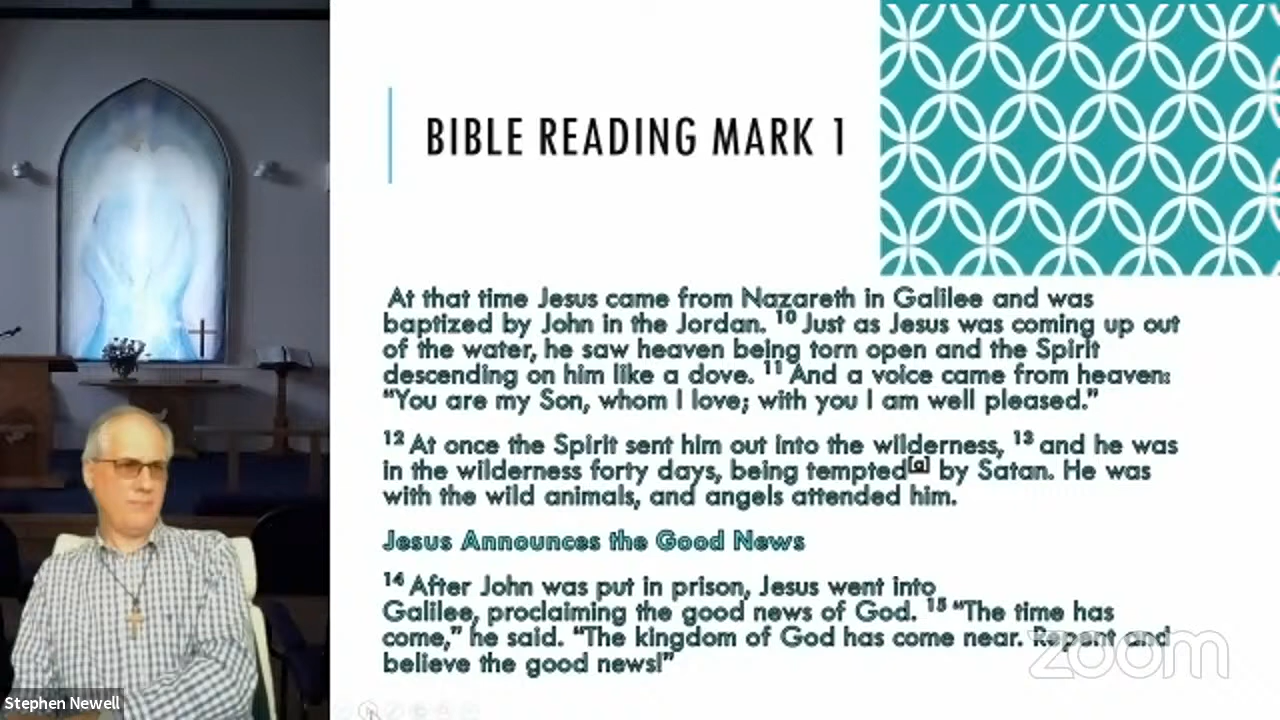 BIBLE READING MARK 1
At that time Jesus came from Nazareth in Galilee and was
baptized by John in the Jordan. 10 Just as Jesus was coming up out
of the water, he saw heaven being torn open and the Spirit
descending on him like a dove. 11 And a voice came from heaven:
“You are my Son, whom I love; with you I am well pleased.”
12 At once the Spirit sent him out into the wilderness, 13 and he was
in the wilderness forty days, being tempted[a] by Satan. He was
with the wild animals, and angels attended him.
Jesus Announces the Good News
14 After John was put in prison, Jesus went into
Galilee, proclaiming the good news of God. 15 “The time has
come,” he said. “The kingdom of God has come near. Repent and
believe the good news!”
zoom
Stephen Newell